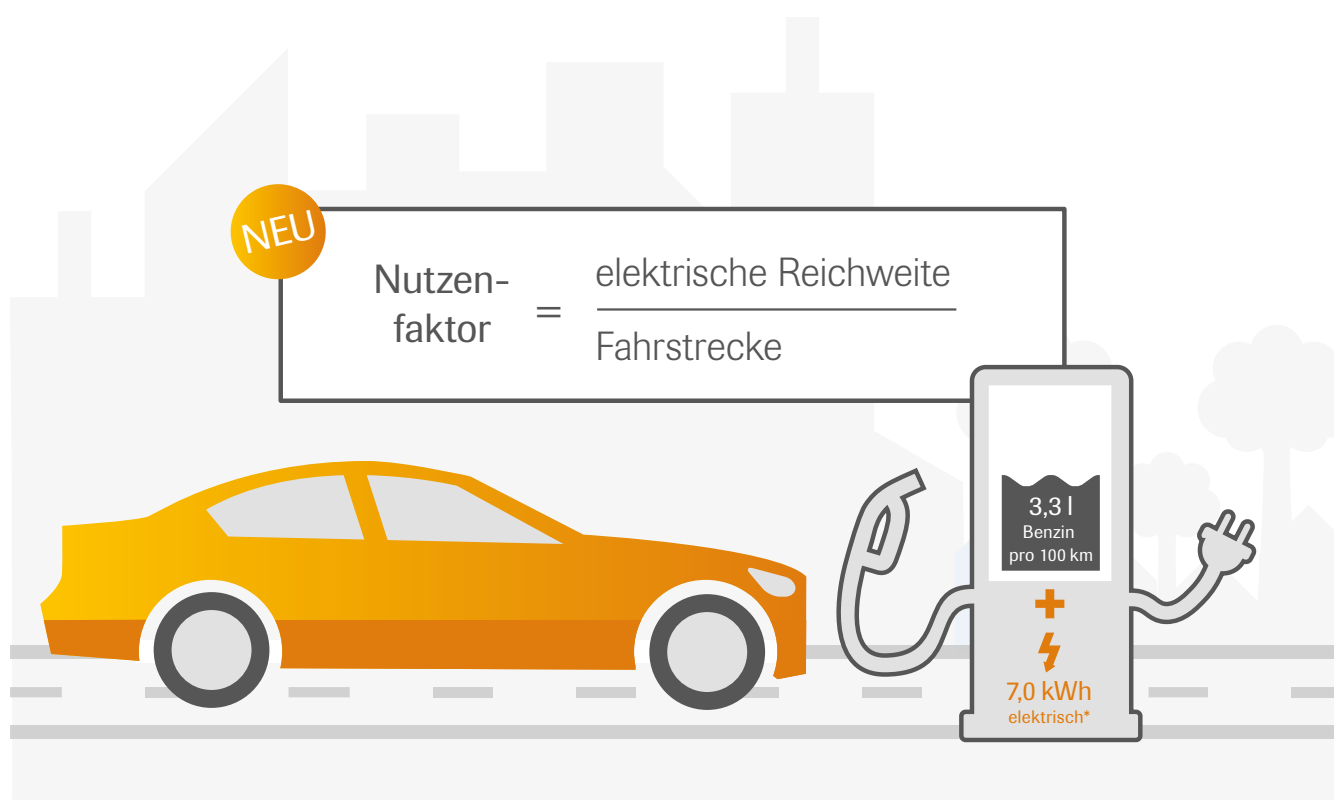 NEU
Nutzen-
faktor
=
elektrische Reichweite
Fahrstrecke
3,3 l
Benzin
pro 100 km
+
7,0 kWh
elektrisch*